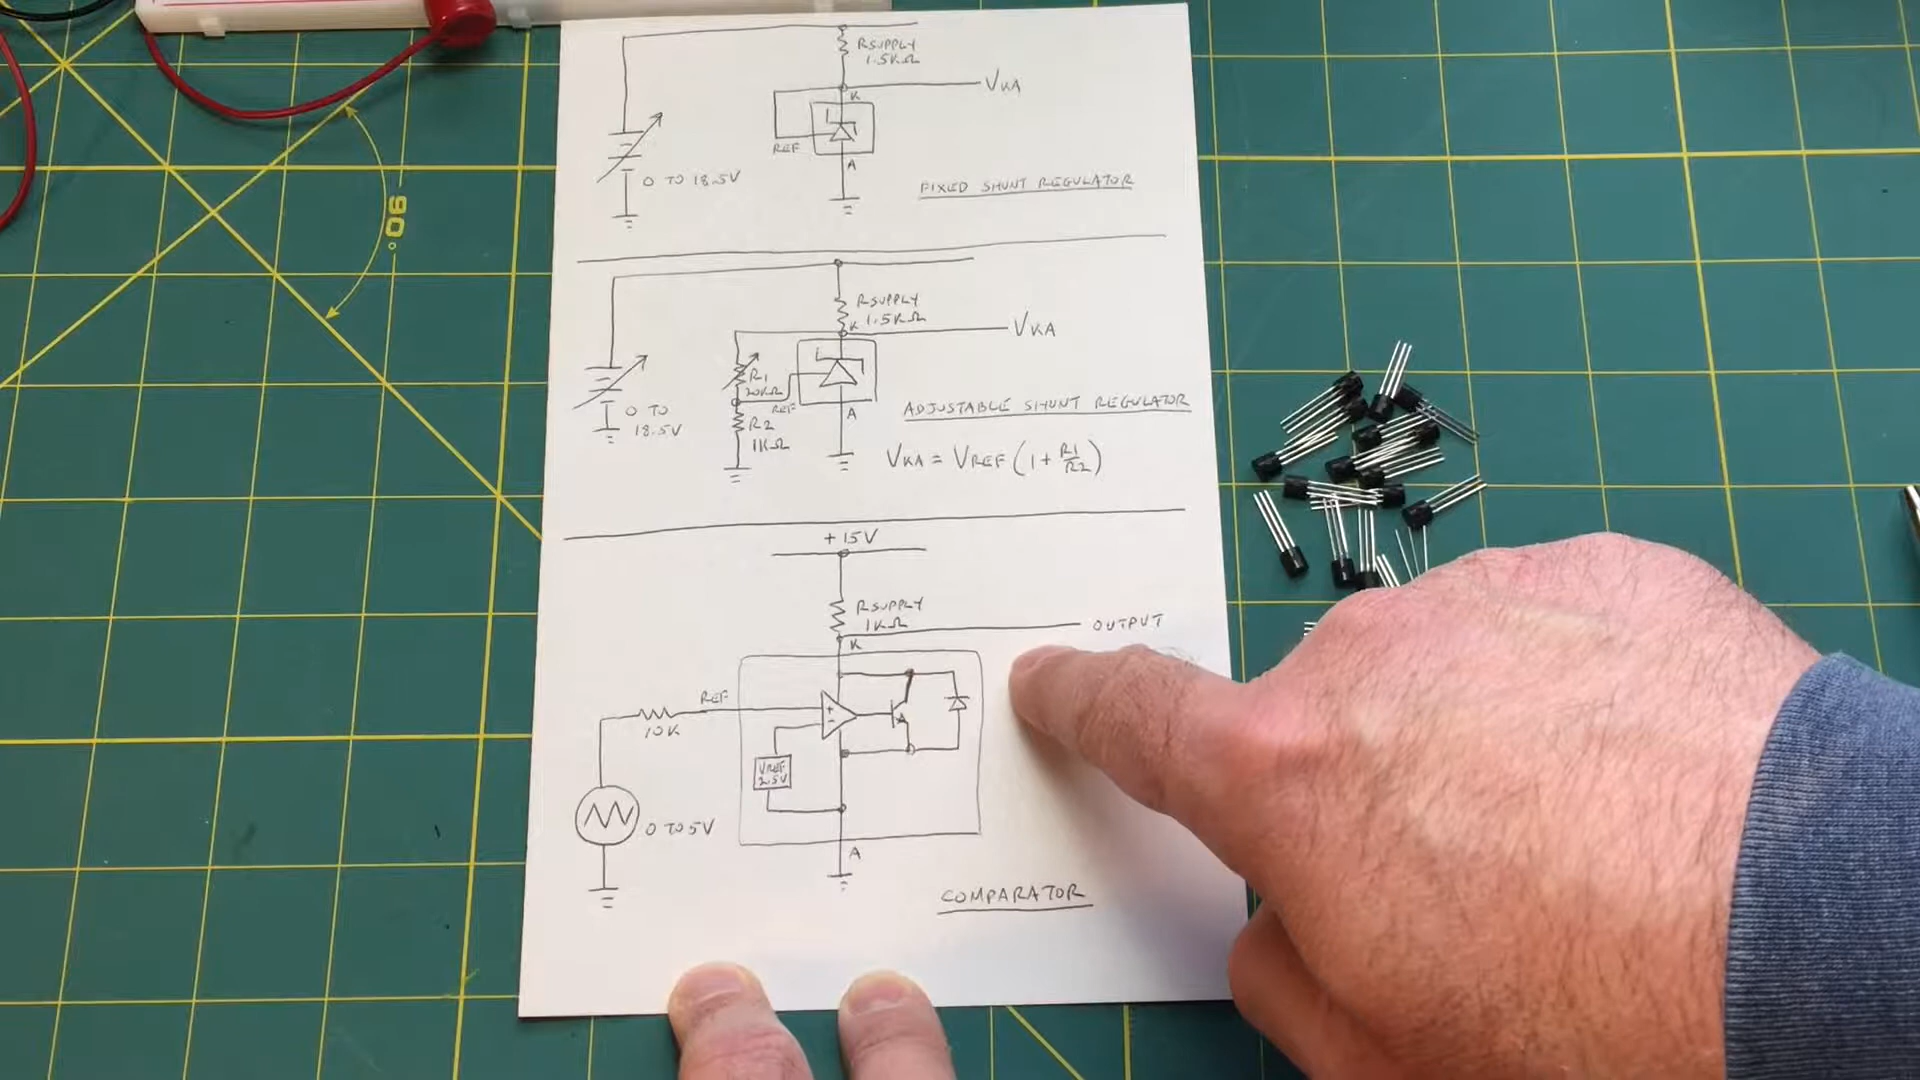 RSUPPLY
1.5KΩ
K
VKA
REF
A
0 TO 18.5V
FIXED SHUNT REGULATOR
90°
RSUPPLY
1.5KΩ
K
VKA
R1
20KΩ
REF
R2
1KΩ
A
0 TO
18.5V
ADJUSTABLE SHUNT REGULATOR
VKA = VREF (1 + R1/R2)
+15V
RSUPPLY
1KΩ
OUTPUT
K
REF
10K
+
-
VREF
2.5V
0 TO 5V
A
COMPARATOR